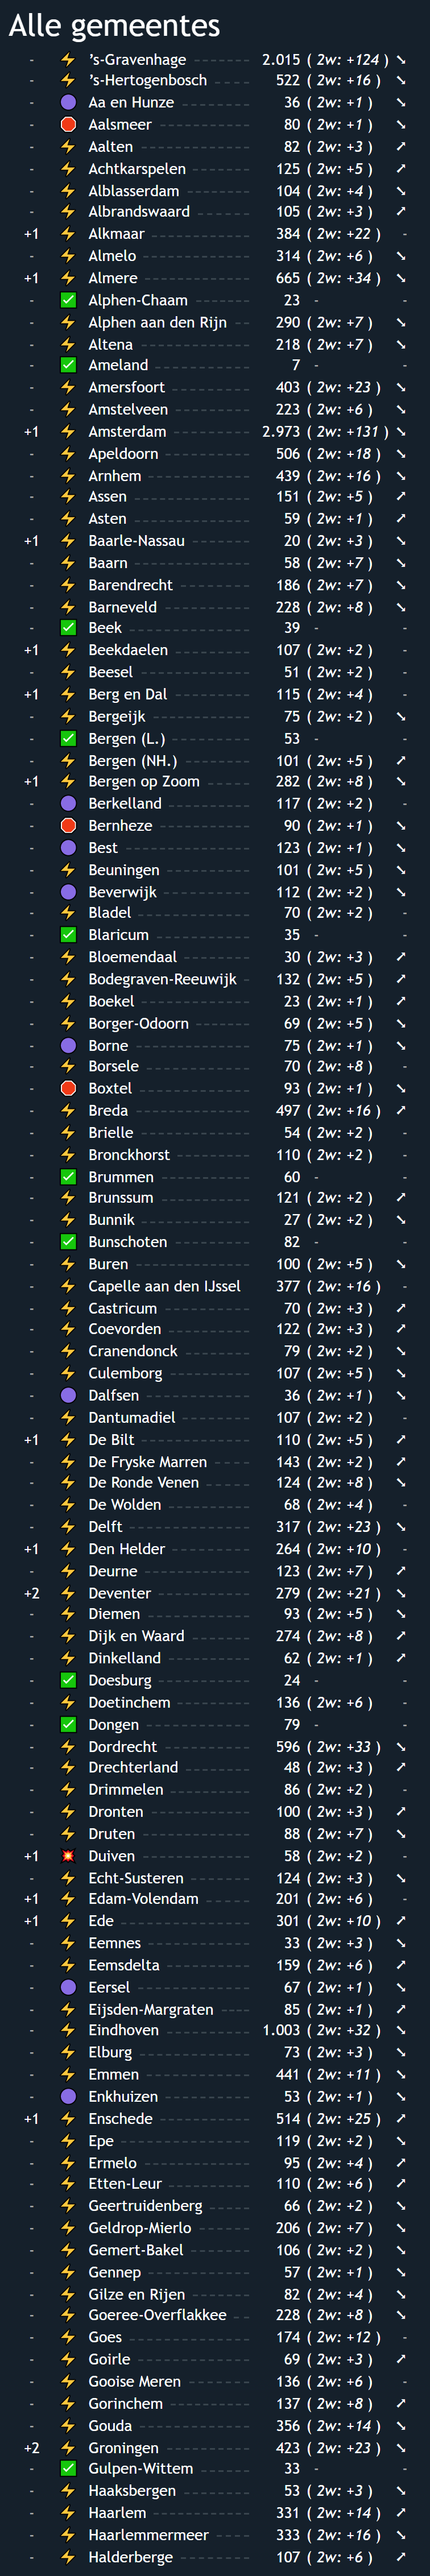 Alle gemeentes
- ⚡ ’s-Gravenhage 2.015 ( 2w: +124 ) ↘
- ⚡ ’s-Hertogenbosch 522 ( 2w: +16 ) ↘
- 🟣 Aa en Hunze 36 ( 2w: +1 ) ↘
- 🛑 Aalsmeer 80 ( 2w: +1 ) ↘
- ⚡ Aalten 82 ( 2w: +3 ) ↗
- ⚡ Achtkarspelen 125 ( 2w: +5 ) ↗
- ⚡ Alblasserdam 104 ( 2w: +4 ) ↘
- ⚡ Albrandswaard 105 ( 2w: +3 ) ↗
+1 ⚡ Alkmaar 384 ( 2w: +22 ) -
- ⚡ Almelo 314 ( 2w: +6 ) ↘
+1 ⚡ Almere 665 ( 2w: +34 ) ↘
- ✅ Alphen-Chaam 23 - -
- ⚡ Alphen aan den Rijn 290 ( 2w: +7 ) ↘
- ⚡ Altena 218 ( 2w: +7 ) ↘
- ✅ Ameland 7 - -
- ⚡ Amersfoort 403 ( 2w: +23 ) ↘
- ⚡ Amstelveen 223 ( 2w: +6 ) ↘
+1 ⚡ Amsterdam 2.973 ( 2w: +131 ) ↘
- ⚡ Apeldoorn 506 ( 2w: +18 ) ↘
- ⚡ Arnhem 439 ( 2w: +16 ) ↘
- ⚡ Assen 151 ( 2w: +5 ) ↗
- ⚡ Asten 59 ( 2w: +1 ) ↗
+1 ⚡ Baarle-Nassau 20 ( 2w: +3 ) ↘
- ⚡ Baarn 58 ( 2w: +7 ) ↘
- ⚡ Barendrecht 186 ( 2w: +7 ) ↘
- ⚡ Barneveld 228 ( 2w: +8 ) ↘
- ✅ Beek 39 - -
+1 ⚡ Beekdaelen 107 ( 2w: +2 ) -
- ⚡ Beesel 51 ( 2w: +2 ) -
+1 ⚡ Berg en Dal 115 ( 2w: +4 ) -
- ⚡ Bergeijk 75 ( 2w: +2 ) ↘
- ✅ Bergen (L.) 53 - -
- ⚡ Bergen (NH.) 101 ( 2w: +5 ) ↗
+1 ⚡ Bergen op Zoom 282 ( 2w: +8 ) ↘
- 🟣 Berkelland 117 ( 2w: +2 ) -
- 🛑 Bernheze 90 ( 2w: +1 ) ↘
- 🟣 Best 123 ( 2w: +1 ) ↘
- ⚡ Beuningen 101 ( 2w: +5 ) ↘
- 🟣 Beverwijk 112 ( 2w: +2 ) ↘
- ⚡ Bladel 70 ( 2w: +2 ) -
- ✅ Blaricum 35 - -
- ⚡ Bloemendaal 30 ( 2w: +3 ) ↗
- ⚡ Bodegraven-Reeuwijk 132 ( 2w: +5 ) ↗
- ⚡ Boekel 23 ( 2w: +1 ) ↗
- ⚡ Borger-Odoorn 69 ( 2w: +5 ) ↘
- 🟣 Borne 75 ( 2w: +1 ) ↘
- ⚡ Borsele 70 ( 2w: +8 ) -
- 🛑 Boxtel 93 ( 2w: +1 ) ↘
- ⚡ Breda 497 ( 2w: +16 ) ↗
- ⚡ Brielle 54 ( 2w: +2 ) -
- ⚡ Bronckhorst 110 ( 2w: +2 ) -
- ✅ Brummen 60 - -
- ⚡ Brunssum 121 ( 2w: +2 ) ↗
- ⚡ Bunnik 27 ( 2w: +2 ) ↘
- ✅ Bunschoten 82 - -
- ⚡ Buren 100 ( 2w: +5 ) ↘
- ⚡ Capelle aan den IJssel 377 ( 2w: +16 ) -
- ⚡ Castricum 70 ( 2w: +3 ) ↗
- ⚡ Coevorden 122 ( 2w: +3 ) ↗
- ⚡ Cranendonck 79 ( 2w: +2 ) ↘
- ⚡ Culemborg 107 ( 2w: +5 ) ↘
- 🟣 Dalfsen 36 ( 2w: +1 ) ↘
- ⚡ Dantumadiel 107 ( 2w: +2 ) -
+1 ⚡ De Bilt 110 ( 2w: +5 ) ↗
- ⚡ De Fryske Marren 143 ( 2w: +2 ) ↗
- ⚡ De Ronde Venen 124 ( 2w: +8 ) ↘
- ⚡ De Wolden 68 ( 2w: +4 ) -
- ⚡ Delft 317 ( 2w: +23 ) ↘
+1 ⚡ Den Helder 264 ( 2w: +10 ) -
- ⚡ Deurne 123 ( 2w: +7 ) ↗
+2 ⚡ Deventer 279 ( 2w: +21 ) ↘
- ⚡ Diemen 93 ( 2w: +5 ) ↘
- ⚡ Dijk en Waard 274 ( 2w: +8 ) ↗
- ⚡ Dinkelland 62 ( 2w: +1 ) ↗
- ✅ Doesburg 24 - -
- ⚡ Doetinchem 136 ( 2w: +6 ) -
- ✅ Dongen 79 - -
- ⚡ Dordrecht 596 ( 2w: +33 ) ↘
- ⚡ Drechterland 48 ( 2w: +3 ) ↗
- ⚡ Drimmelen 86 ( 2w: +2 ) -
- ⚡ Dronten 100 ( 2w: +3 ) ↗
- ⚡ Druten 88 ( 2w: +7 ) ↘
+1 💥 Duiven 58 ( 2w: +2 ) -
- ⚡ Echt-Susteren 124 ( 2w: +3 ) ↘
+1 ⚡ Edam-Volendam 201 ( 2w: +6 ) -
+1 ⚡ Ede 301 ( 2w: +10 ) ↗
- ⚡ Eemnes 33 ( 2w: +3 ) ↘
- ⚡ Eemsdelta 159 ( 2w: +6 ) ↗
- 🟣 Eersel 67 ( 2w: +1 ) ↘
- ⚡ Eijsden-Margraten 85 ( 2w: +1 ) ↗
- ⚡ Eindhoven 1.003 ( 2w: +32 ) ↘
- ⚡ Elburg 73 ( 2w: +3 ) ↘
- ⚡ Emmen 441 ( 2w: +11 ) ↘
- 🟣 Enkhuizen 53 ( 2w: +1 ) ↘
+1 ⚡ Enschede 514 ( 2w: +25 ) ↗
- ⚡ Epe 119 ( 2w: +2 ) ↘
- ⚡ Ermelo 95 ( 2w: +4 ) ↗
- ⚡ Etten-Leur 110 ( 2w: +6 ) ↗
- ⚡ Geertruidenberg 66 ( 2w: +2 ) ↘
- ⚡ Geldrop-Mierlo 206 ( 2w: +7 ) ↘
- ⚡ Gemert-Bakel 106 ( 2w: +2 ) ↘
- ⚡ Gennep 57 ( 2w: +1 ) ↘
- ⚡ Gilze en Rijen 82 ( 2w: +4 ) ↘
- ⚡ Goeree-Overflakkee 228 ( 2w: +8 ) ↘
- ⚡ Goes 174 ( 2w: +12 ) -
- ⚡ Goirle 69 ( 2w: +3 ) ↗
- ⚡ Gooise Meren 136 ( 2w: +6 ) -
- ⚡ Gorinchem 137 ( 2w: +8 ) ↗
- ⚡ Gouda 356 ( 2w: +14 ) ↘
+2 ⚡ Groningen 423 ( 2w: +23 ) ↘
- ✅ Gulpen-Wittem 33 - -
- ⚡ Haaksbergen 53 ( 2w: +3 ) ↘
- ⚡ Haarlem 331 ( 2w: +14 ) ↗
- ⚡ Haarlemmermeer 333 ( 2w: +16 ) ↘
- ⚡ Halderberge 107 ( 2w: +6 ) ↗